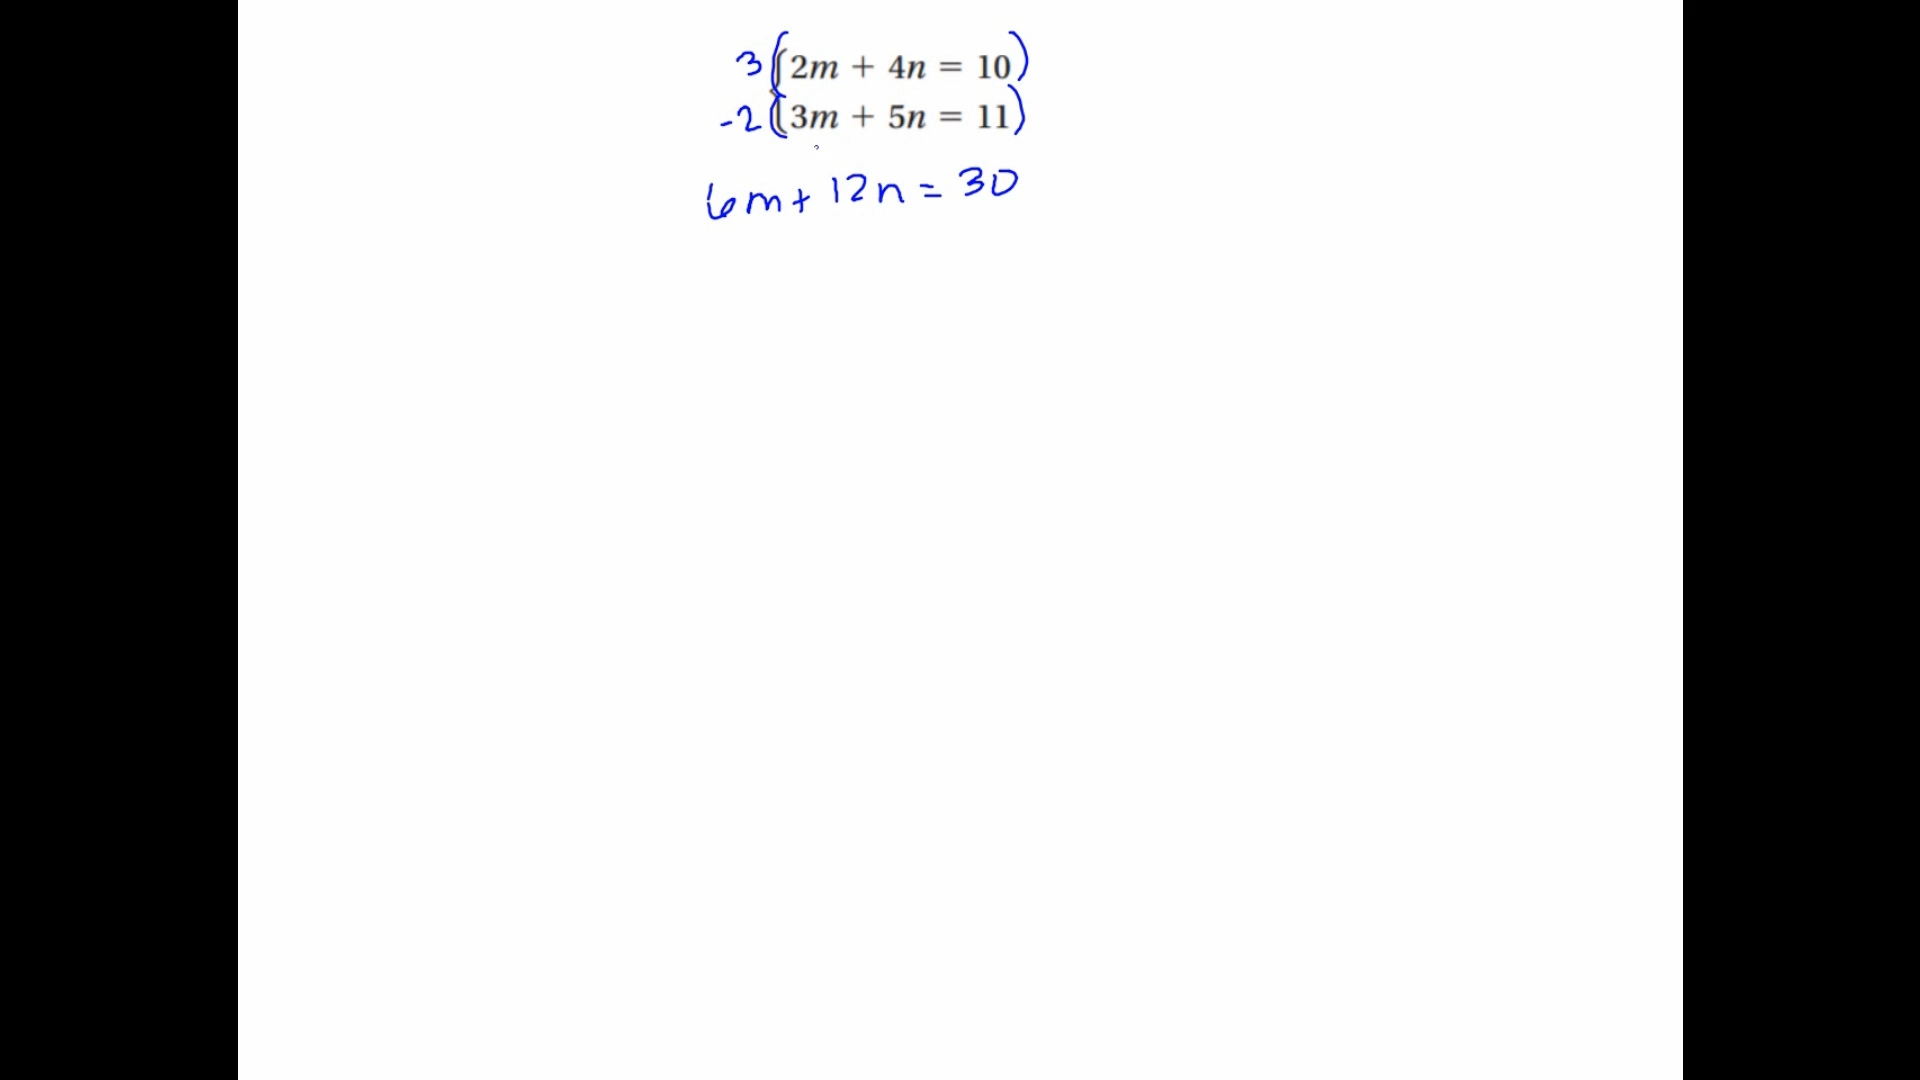 3(2m + 4n = 10)
-2(3m + 5n = 11)
6m + 12n = 30